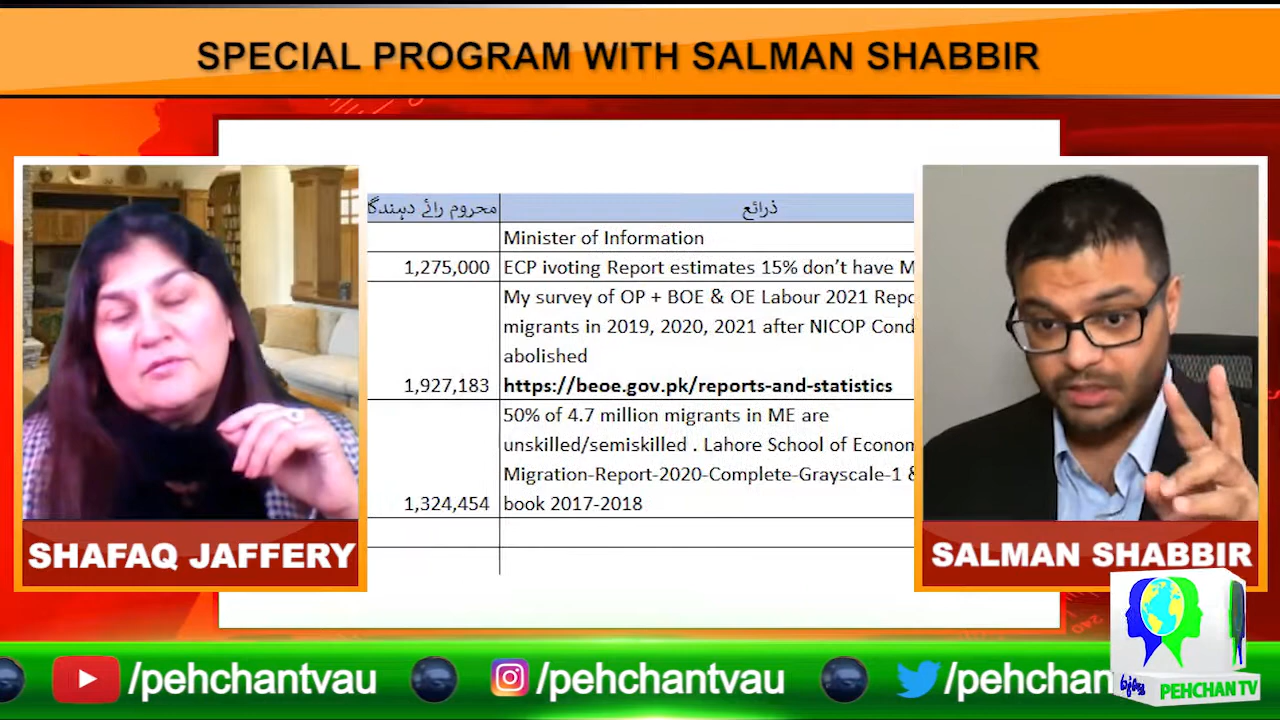 SPECIAL PROGRAM WITH SALMAN SHABBIR
محروم رائے دہندگا
ذرائع
Minister of Information
1,275,000
ECP ivoting Report estimates 15% don't have M
My survey of OP + BOE & OE Labour 2021 Repo
migrants in 2019, 2020, 2021 after NICOP Cond
abolished
1,927,183
https://beoe.gov.pk/reports-and-statistics
50% of 4.7 million migrants in ME are
unskilled/semiskilled . Lahore School of Econom
Migration-Report-2020-Complete-Grayscale-1 &
1,324,454
book 2017-2018
SHAFAQ JAFFERY
SALMAN SHABBIR
/pehchantvau
/pehchantvau
/pehchan
PEHCHAN TV